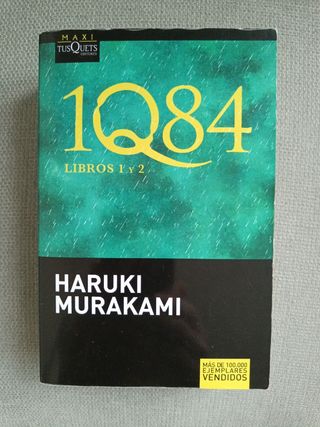 MAXI
TUSQUETS
EDITORES
1Q84
LIBROS 1 Y 2
HARUKI
MURAKAMI
MÁS DE 100.000
EJEMPLARES
VENDIDOS